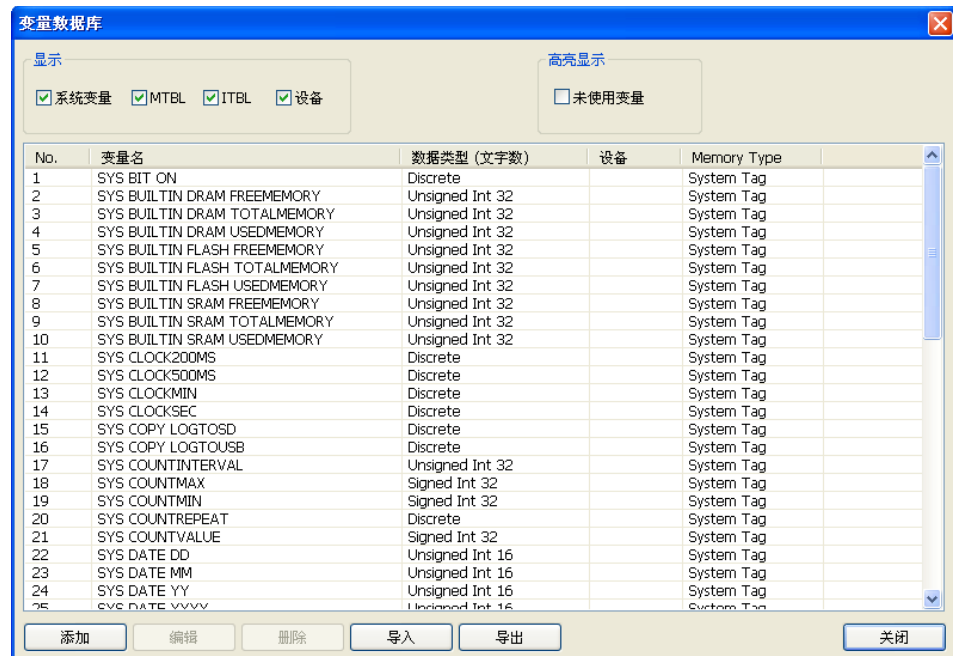 变量数据库
显示 高亮显示
系统变量 MTBL ITBL 设备 未使用变量
No. 变量名 数据类型 (文字数) 设备 Memory Type
1 SYS BIT ON Discrete System Tag
2 SYS BUILTIN DRAM FREEMEMORY Unsigned Int 32 System Tag
3 SYS BUILTIN DRAM TOTALMEMORY Unsigned Int 32 System Tag
4 SYS BUILTIN DRAM USEDMEMORY Unsigned Int 32 System Tag
5 SYS BUILTIN FLASH FREEMEMORY Unsigned Int 32 System Tag
6 SYS BUILTIN FLASH TOTALMEMORY Unsigned Int 32 System Tag
7 SYS BUILTIN FLASH USEDMEMORY Unsigned Int 32 System Tag
8 SYS BUILTIN SRAM FREEMEMORY Unsigned Int 32 System Tag
9 SYS BUILTIN SRAM TOTALMEMORY Unsigned Int 32 System Tag
10 SYS BUILTIN SRAM USEDMEMORY Unsigned Int 32 System Tag
11 SYS CLOCK200MS Discrete System Tag
12 SYS CLOCK500MS Discrete System Tag
13 SYS CLOCKMIN Discrete System Tag
14 SYS CLOCKSEC Discrete System Tag
15 SYS COPY LOGTOSD Discrete System Tag
16 SYS COPY LOGTOUSB Discrete System Tag
17 SYS COUNTINTERVAL Unsigned Int 32 System Tag
18 SYS COUNTMAX Signed Int 32 System Tag
19 SYS COUNTMIN Signed Int 32 System Tag
20 SYS COUNTREPEAT Discrete System Tag
21 SYS COUNTVALUE Signed Int 32 System Tag
22 SYS DATE DD Unsigned Int 16 System Tag
23 SYS DATE MM Unsigned Int 16 System Tag
24 SYS DATE YY Unsigned Int 16 System Tag
25 SYS DATE YYYY Unsigned Int 16 System Tag
添加 编辑 删除 导入 导出 关闭